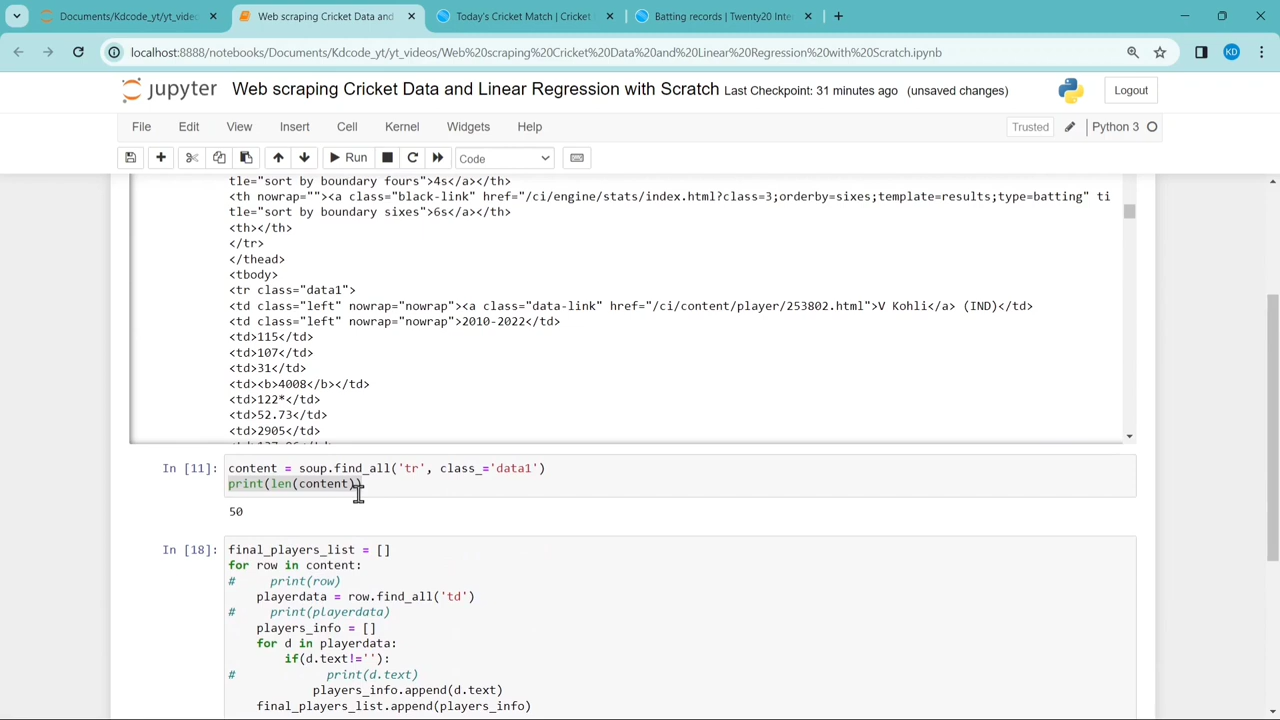 Documents/Kdcode_yt/yt_video
Web scraping Cricket Data and
Today's Cricket Match | Cricket
Batting records | Twenty20 Inte
localhost:8888/notebooks/Documents/Kdcode_yt/yt_videos/Web%20scraping%20Cricket%20Data%20and%20Linear%20Regression%20with%20Scratch.ipynb
KD
jupyter Web scraping Cricket Data and Linear Regression with Scratch Last Checkpoint: 31 minutes ago (unsaved changes)
Logout
File Edit View Insert Cell Kernel Widgets Help
Trusted
Python 3
Run
Code
tle="sort by boundary fours">4s</a></th>
<th nowrap=""><a class="black-link" href="/ci/engine/stats/index.html?class=3;orderby=sixes;template=results;type=batting" ti
tle="sort by boundary sixes">6s</a></th>
<th></th>
</tr>
</thead>
<tbody>
<tr class="data1">
<td class="left" nowrap="nowrap"><a class="data-link" href="/ci/content/player/253802.html">V Kohli</a> (IND)</td>
<td class="left" nowrap="nowrap">2010-2022</td>
<td>115</td>
<td>107</td>
<td>31</td>
<td><b>4008</b></td>
<td>122*</td>
<td>52.73</td>
<td>2905</td>
In [11]: content = soup.find_all('tr', class_='data1')
print(len(content))
50
In [18]: final_players_list = []
for row in content:
#     print(row)
    playerdata = row.find_all('td')
#     print(playerdata)
    players_info = []
    for d in playerdata:
        if(d.text!=''):
#             print(d.text)
            players_info.append(d.text)
    final_players_list.append(players_info)